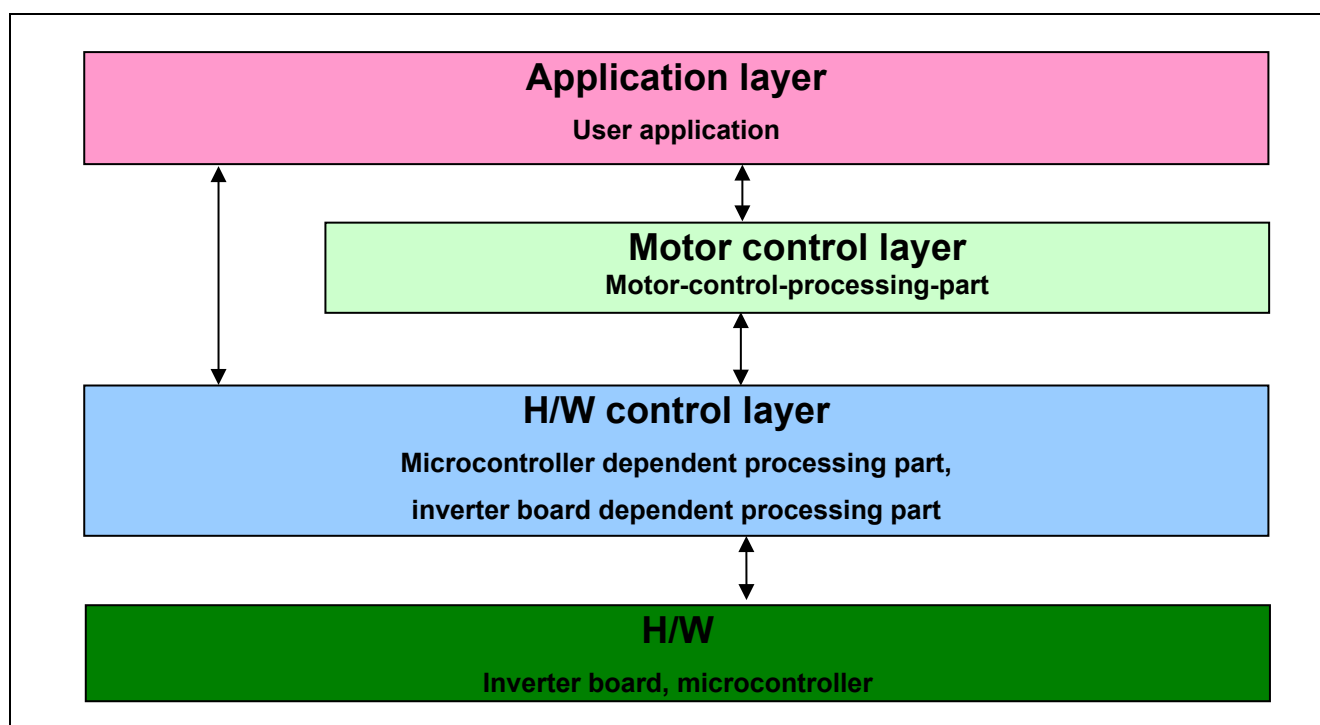 Application layer
User application
Motor control layer
Motor-control-processing-part
H/W control layer
Microcontroller dependent processing part,
inverter board dependent processing part
H/W
Inverter board, microcontroller